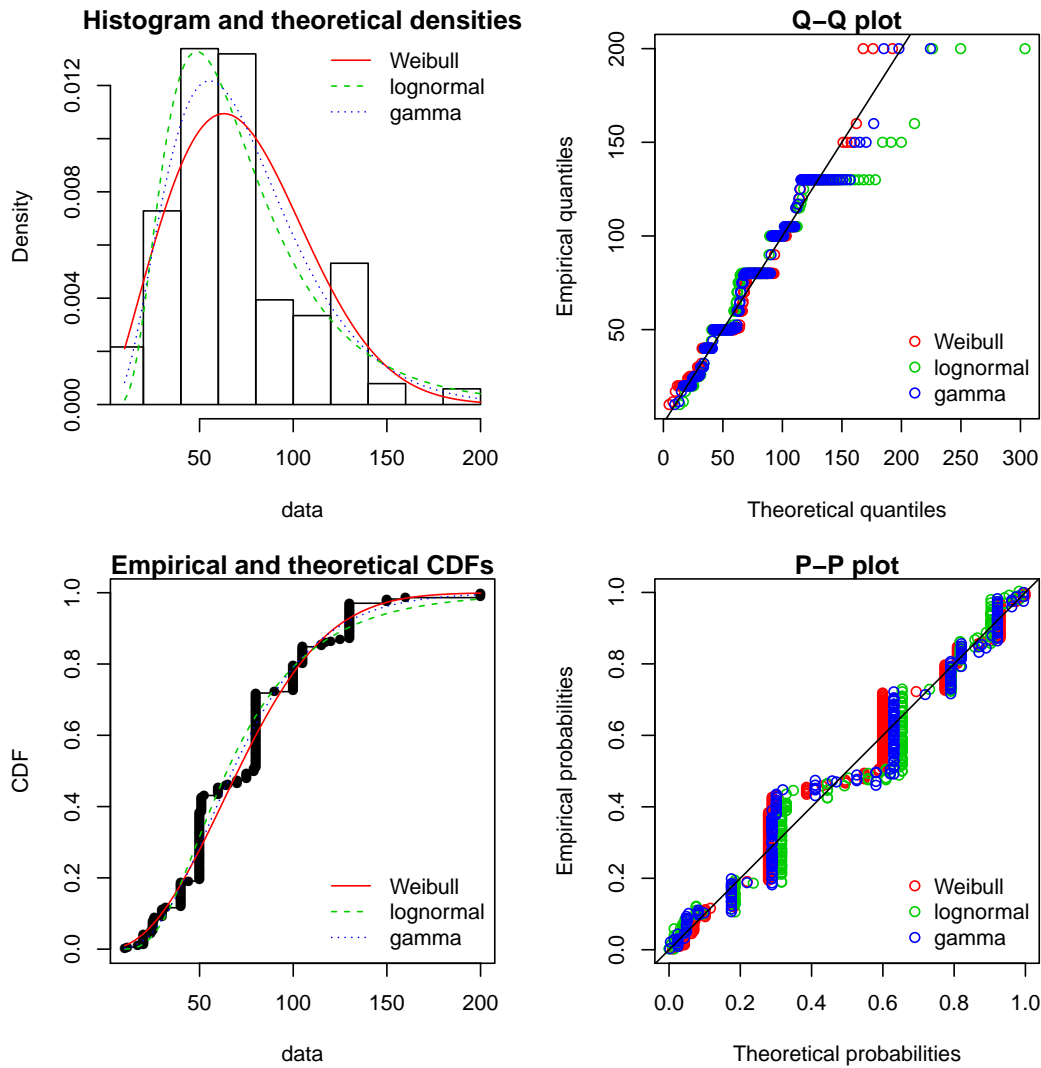 Histogram and theoretical densities
Density
0.000
0.004
0.008
0.012
Weibull
lognormal
gamma
50
100
150
200
data
Q−Q plot
Empirical quantiles
50
100
150
200
Weibull
lognormal
gamma
0
50
100
150
200
250
300
Theoretical quantiles
Empirical and theoretical CDFs
CDF
0.0
0.2
0.4
0.6
0.8
1.0
Weibull
lognormal
gamma
50
100
150
200
data
P−P plot
Empirical probabilities
0.0
0.2
0.4
0.6
0.8
1.0
Weibull
lognormal
gamma
0.0
0.2
0.4
0.6
0.8
1.0
Theoretical probabilities